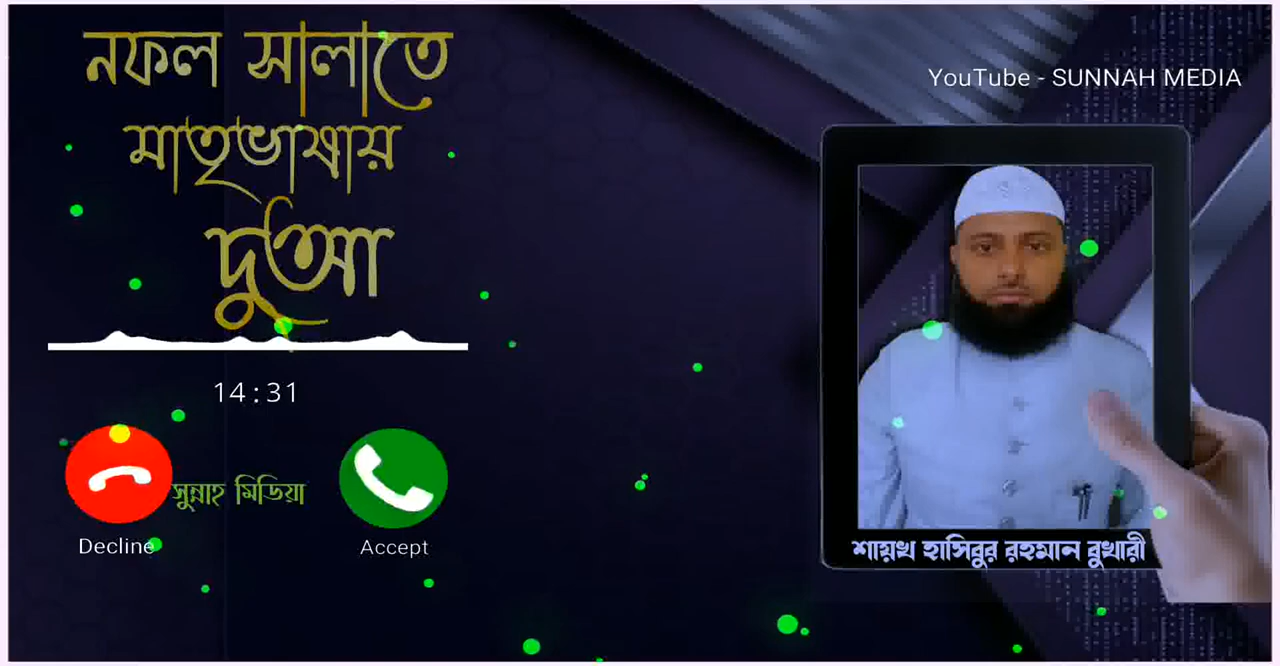 নফল সালাতে
মাতৃভাষায়
দুআ
YouTube - SUNNAH MEDIA
14:31
সুন্নাহ মিডিয়া
Decline
Accept
শায়খ হাসিবুর রহমান বুখারী